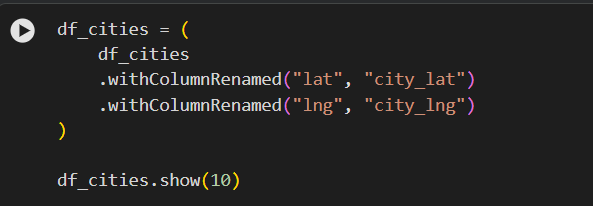 df_cities = (
    df_cities
    .withColumnRenamed("lat", "city_lat")
    .withColumnRenamed("lng", "city_lng")
)
df_cities.show(10)